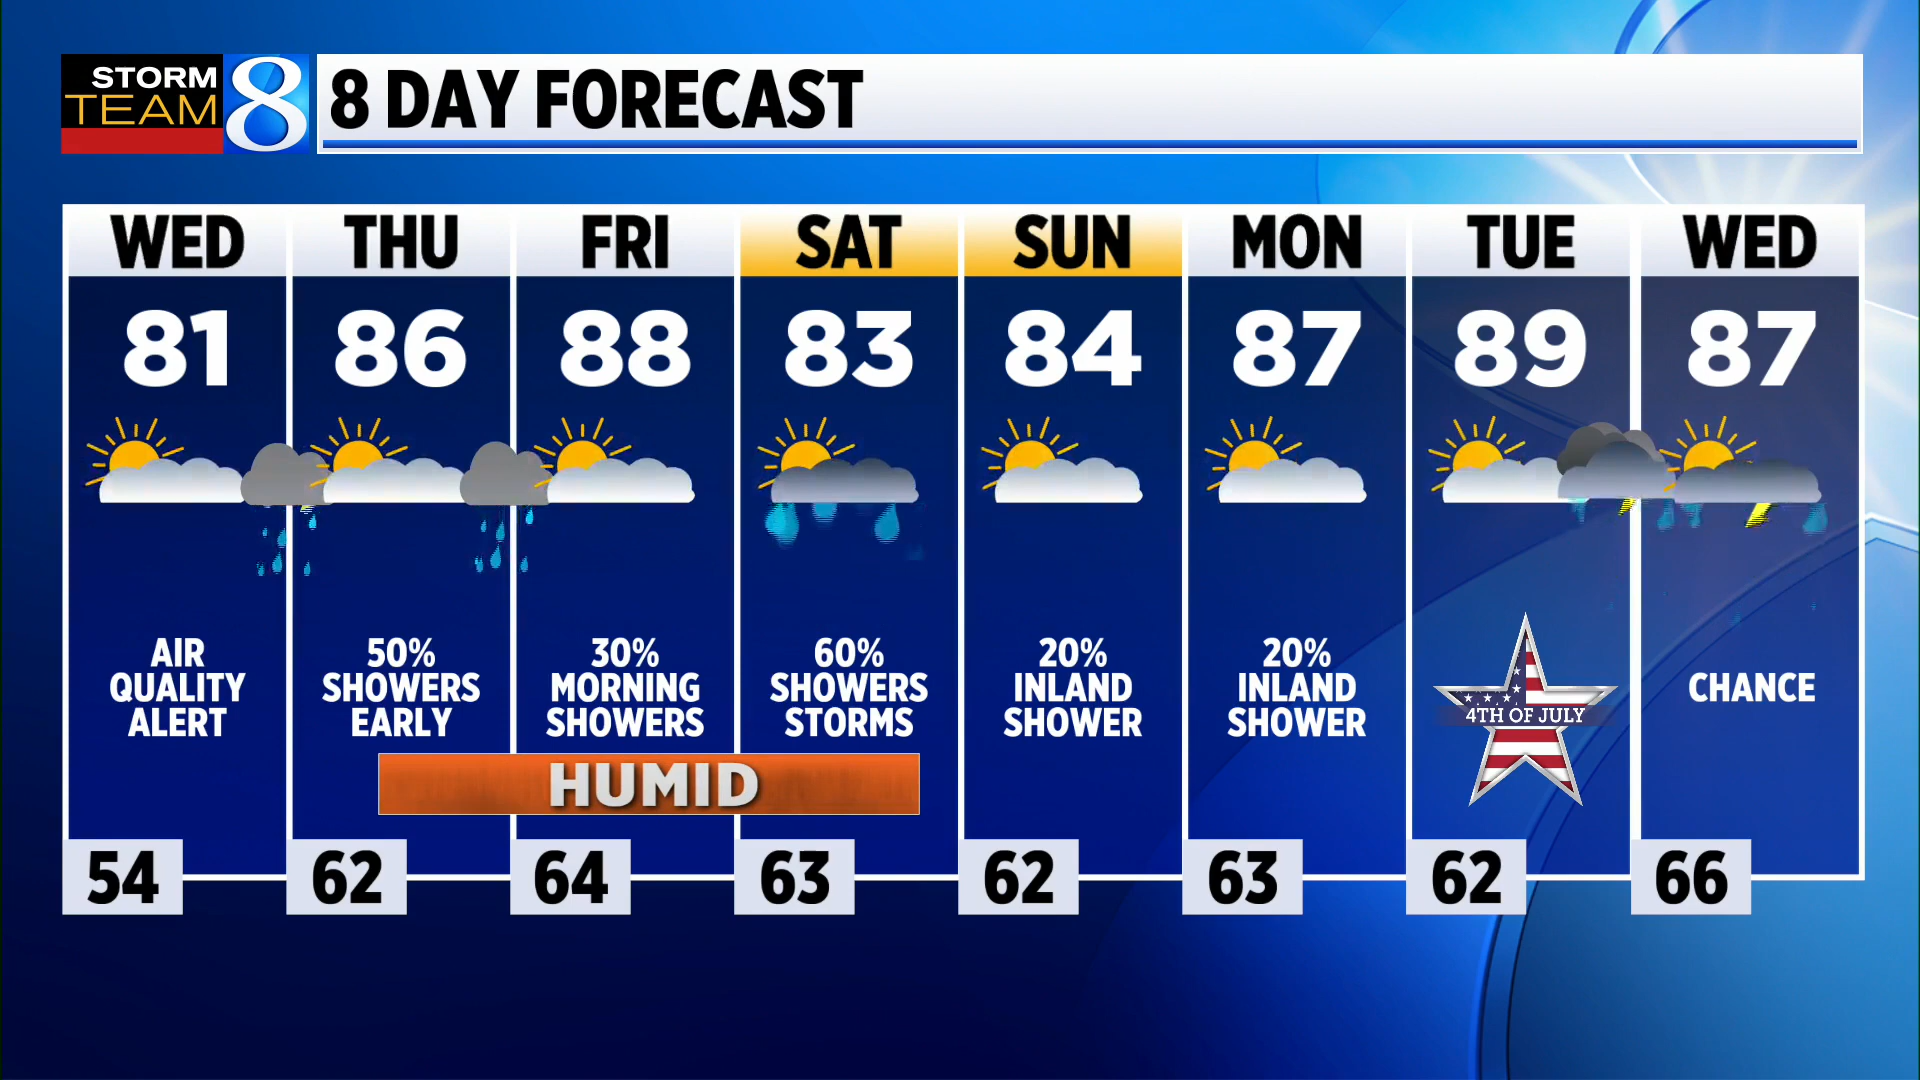 STORM
TEAM
8
8 DAY FORECAST
WED
THU
FRI
SAT
SUN
MON
TUE
WED
81
86
88
83
84
87
89
87
AIR
QUALITY
ALERT
50%
SHOWERS
EARLY
30%
MORNING
SHOWERS
60%
SHOWERS
STORMS
20%
INLAND
SHOWER
20%
INLAND
SHOWER
4TH OF JULY
CHANCE
HUMID
54
62
64
63
62
63
62
66